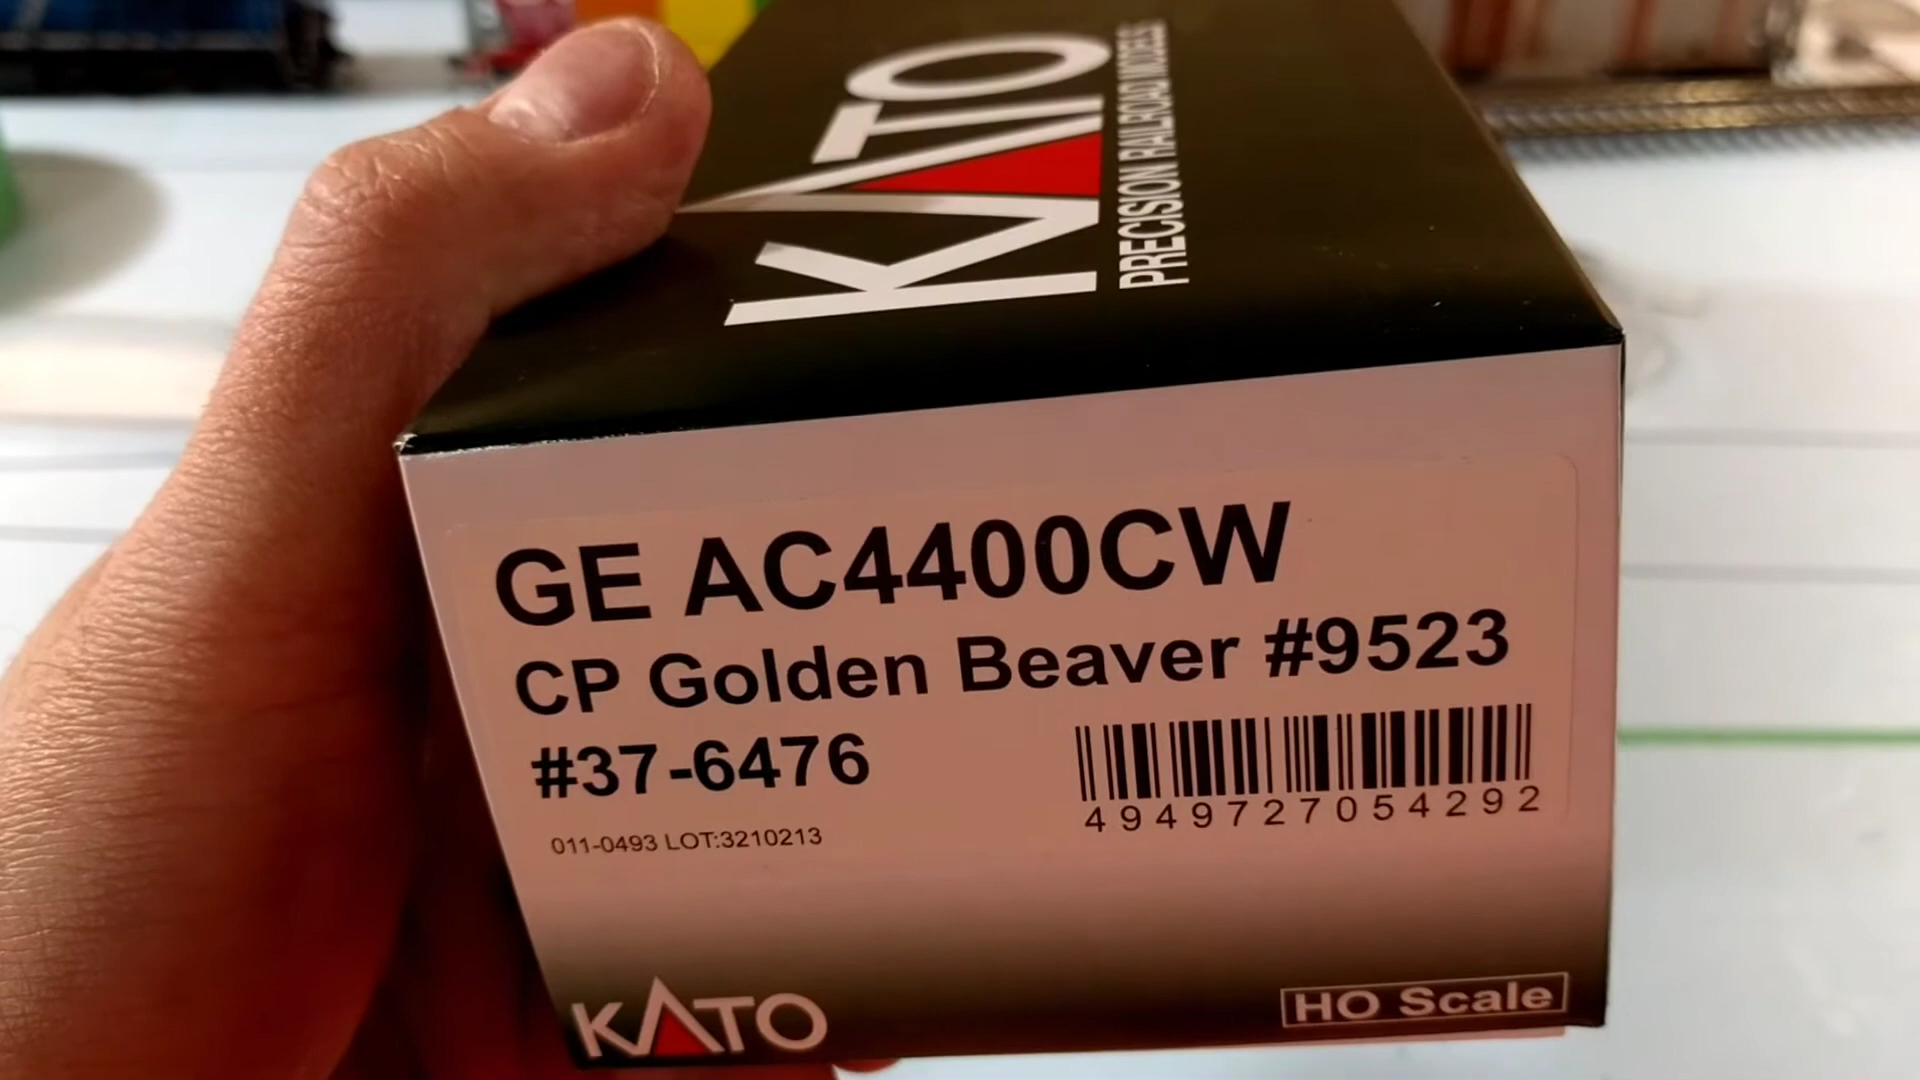 KATO
PRECISION RAILROAD MODELS
GE AC4400CW
CP Golden Beaver #9523
#37-6476
4949727054292
011-0493 LOT:3210213
KATO
HO Scale